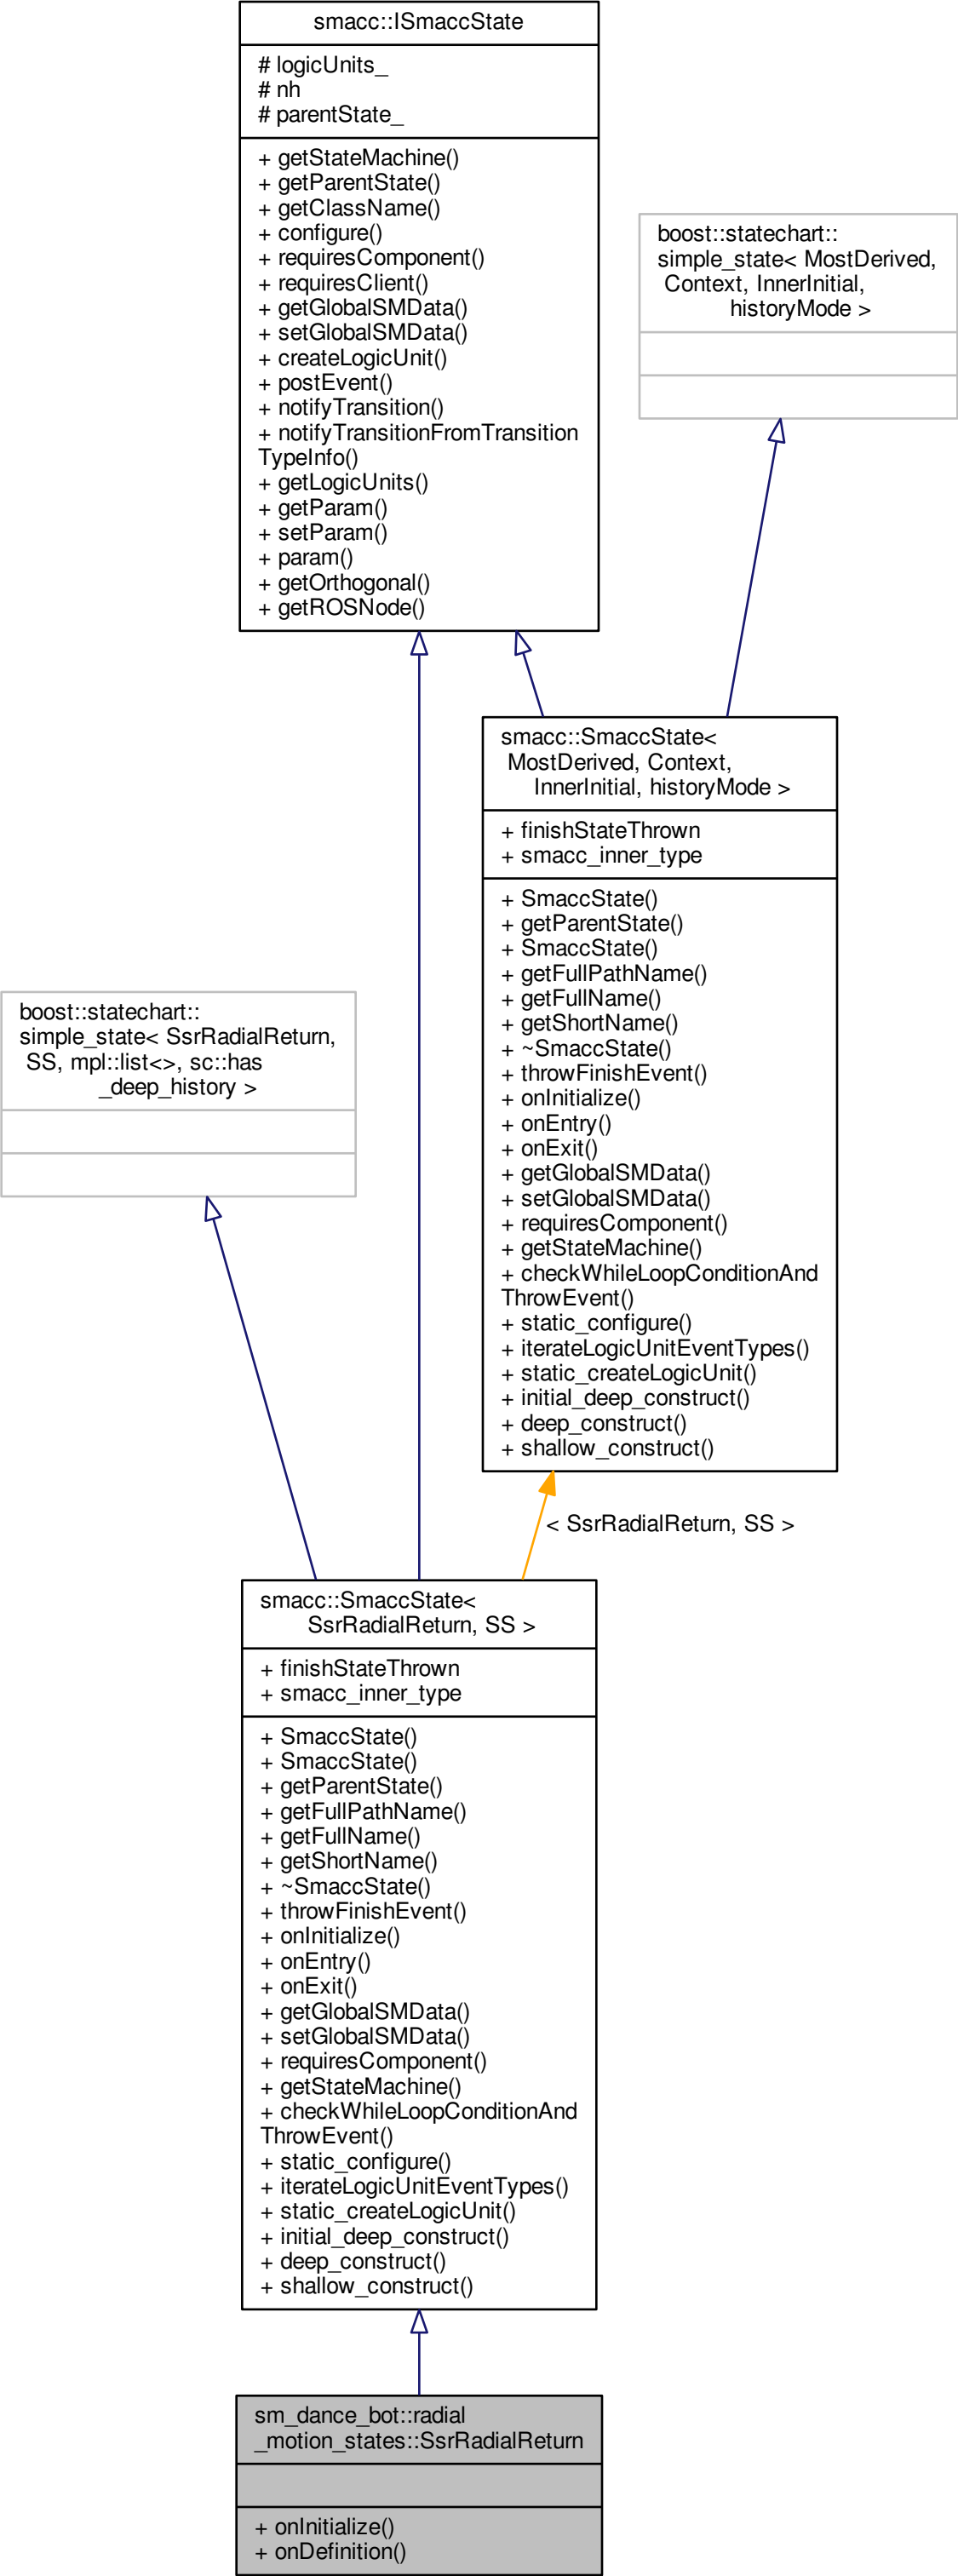 smacc::ISmaccState
# logicUnits_
# nh
# parentState_
+ getStateMachine()
+ getParentState()
+ getClassName()
+ configure()
+ requiresComponent()
+ requiresClient()
+ getGlobalSMData()
+ setGlobalSMData()
+ createLogicUnit()
+ postEvent()
+ notifyTransition()
+ notifyTransitionFromTransition
TypeInfo()
+ getLogicUnits()
+ getParam()
+ setParam()
+ param()
+ getOrthogonal()
+ getROSNode()
boost::statechart::
simple_state< MostDerived,
Context, InnerInitial,
historyMode >
smacc::SmaccState<
MostDerived, Context,
InnerInitial, historyMode >
+ finishStateThrown
+ smacc_inner_type
+ SmaccState()
+ getParentState()
+ SmaccState()
+ getFullPathName()
+ getFullName()
+ getShortName()
+ ~SmaccState()
+ throwFinishEvent()
+ onInitialize()
+ onEntry()
+ onExit()
+ getGlobalSMData()
+ setGlobalSMData()
+ requiresComponent()
+ getStateMachine()
+ checkWhileLoopConditionAnd
ThrowEvent()
+ static_configure()
+ iterateLogicUnitEventTypes()
+ static_createLogicUnit()
+ initial_deep_construct()
+ deep_construct()
+ shallow_construct()
boost::statechart::
simple_state< SsrRadialReturn,
SS, mpl::list<>, sc::has
_deep_history >
< SsrRadialReturn, SS >
smacc::SmaccState<
SsrRadialReturn, SS >
+ finishStateThrown
+ smacc_inner_type
+ SmaccState()
+ SmaccState()
+ getParentState()
+ getFullPathName()
+ getFullName()
+ getShortName()
+ ~SmaccState()
+ throwFinishEvent()
+ onInitialize()
+ onEntry()
+ onExit()
+ getGlobalSMData()
+ setGlobalSMData()
+ requiresComponent()
+ getStateMachine()
+ checkWhileLoopConditionAnd
ThrowEvent()
+ static_configure()
+ iterateLogicUnitEventTypes()
+ static_createLogicUnit()
+ initial_deep_construct()
+ deep_construct()
+ shallow_construct()
sm_dance_bot::radial
_motion_states::SsrRadialReturn
+ onInitialize()
+ onDefinition()